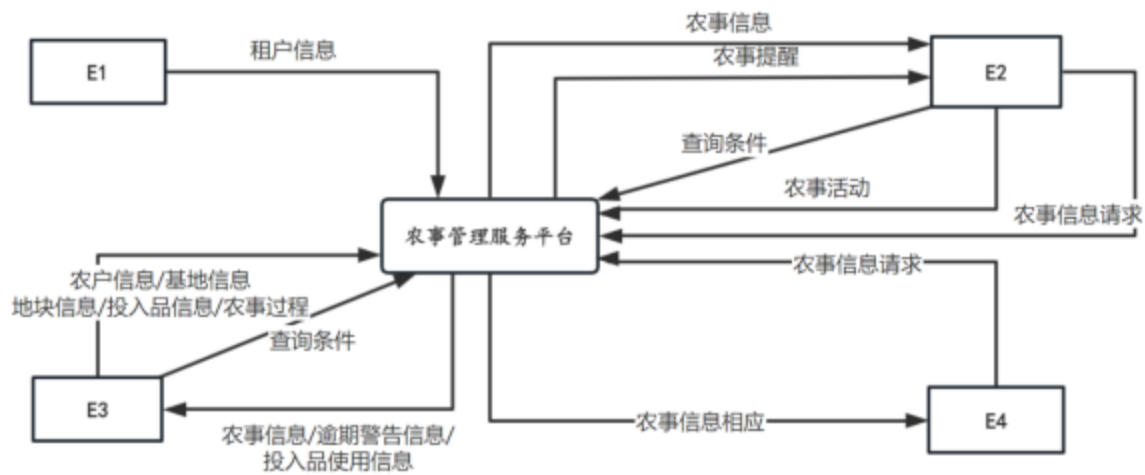 农事信息
E1
租户信息
农事提醒
E2
查询条件
农事活动
农事信息请求
农事管理服务平台
农事信息请求
农户信息/基地信息
地块信息/投入品信息/农事过程
查询条件
E3
农事信息相应
E4
农事信息/逾期警告信息/
投入品使用信息